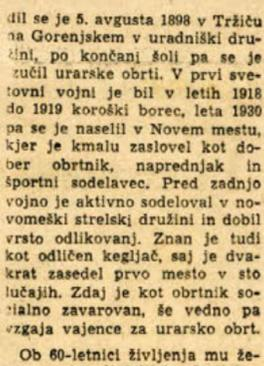 dil se je 5. avgusta 1898 v Tržiču
na Gorenjskem v uradniški dru-
žini, po končani šoli pa se je
izučil urarske obrti. V prvi sve-
tovni vojni je bil v letih 1918
do 1919 koroški borec, leta 1930
pa se je naselil v Novem mestu,
kjer je kmalu zaslovel kot do-
ber obrtnik, naprednjak in
športni sodelavec. Pred zadnjo
vojno je aktivno sodeloval v no-
vomeški strelski družini in dobil
vrsto odlikovanj. Znan je tudi
kot odličen kegljač, saj je dva-
krat zasedel prvo mesto v sto
lučajih. Zdaj je kot obrtnik so-
cialno zavarovan, še vedno pa
vzgaja vajence za urarsko obrt.
Ob 60-letnici življenja mu že-